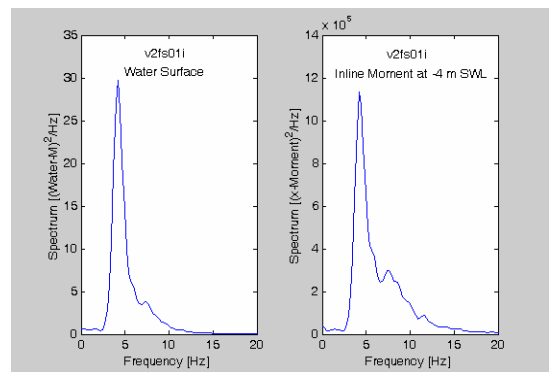 v2fs01i
Water Surface
Spectrum [(Water-M)^2/Hz]
35
30
25
20
15
10
5
0
0 5 10 15 20
Frequency [Hz]
x 10^5
v2fs01i
Inline Moment at -4 m SWL
Spectrum [(x-Moment)^2/Hz]
14
12
10
8
6
4
2
0
0 5 10 15 20
Frequency [Hz]